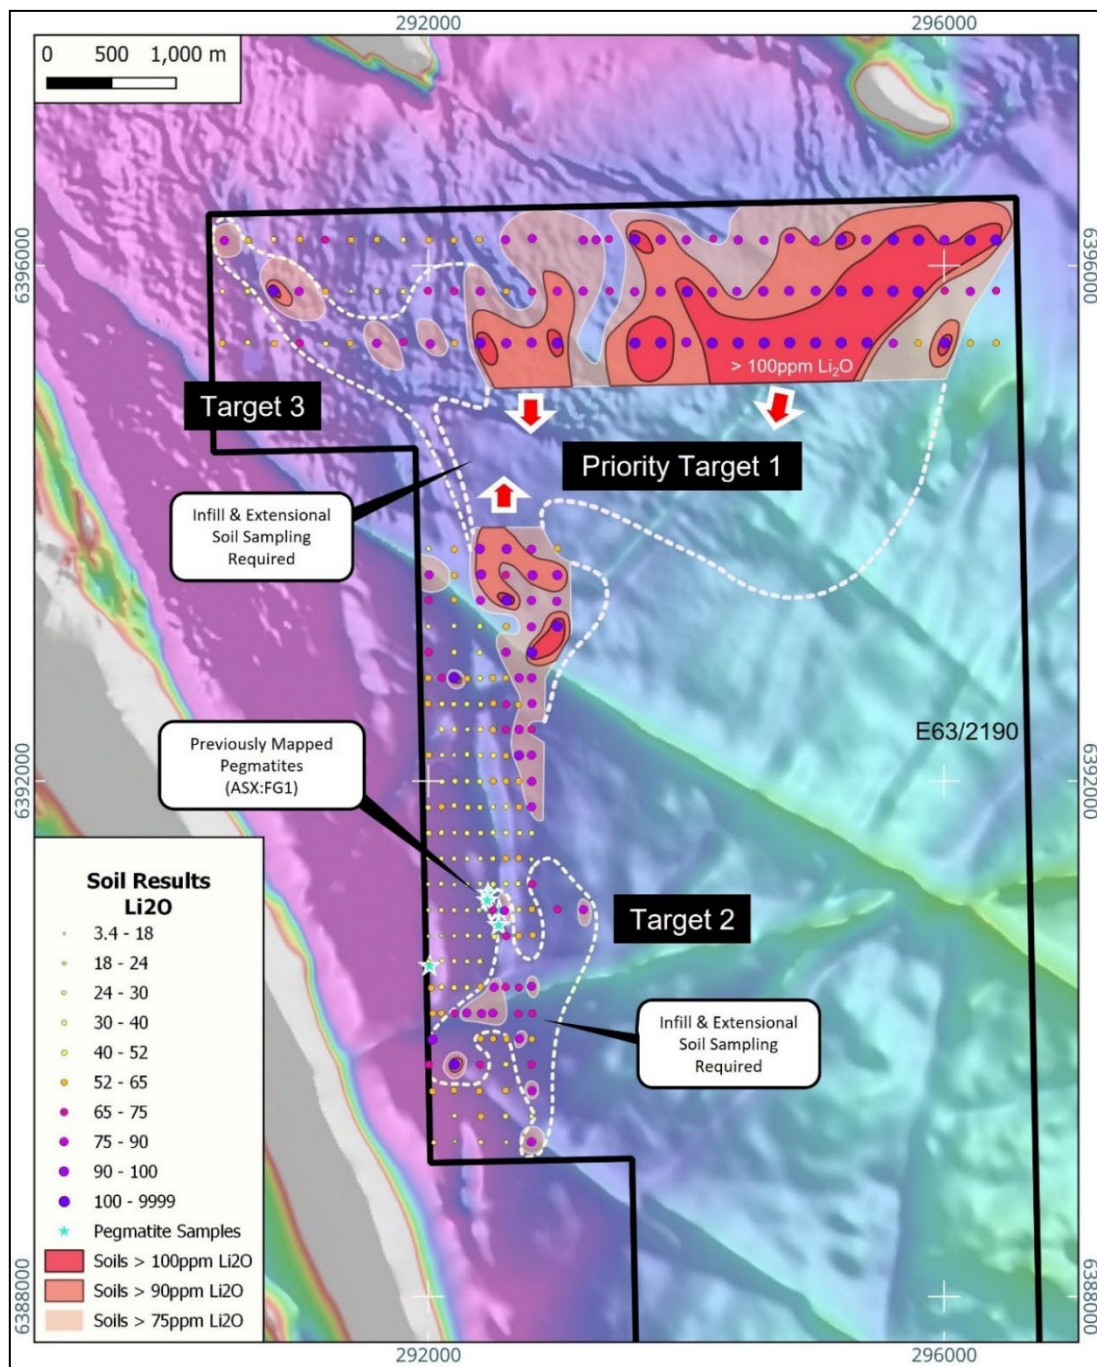 292000
296000
0 500 1,000 m
6396000
6396000
> 100ppm Li2O
Target 3
Priority Target 1
Infill & Extensional
Soil Sampling
Required
E63/2190
Previously Mapped
Pegmatites
(ASX:FG1)
6392000
6392000
Target 2
Infill & Extensional
Soil Sampling
Required
Soil Results
Li2O
3.4 - 18
18 - 24
24 - 30
30 - 40
40 - 52
52 - 65
65 - 75
75 - 90
90 - 100
100 - 9999
Pegmatite Samples
Soils > 100ppm Li2O
Soils > 90ppm Li2O
Soils > 75ppm Li2O
6388000
6388000
292000
296000